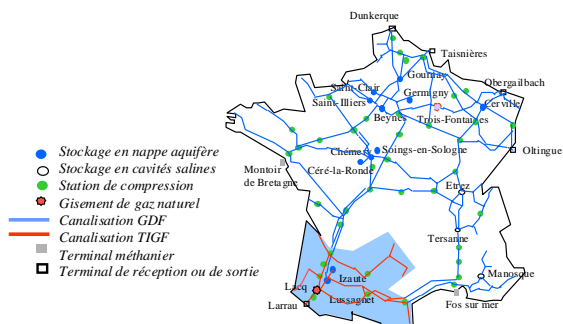 Dunkerque
Taisnières
Gournay
Obergailbach
Saint-Clair
Germigny
Saint-Illiers
Cerville
Beynes
Trois-Fontaines
Oltingue
Chémery
Soings-en-Sologne
Céré-la-Ronde
Montoir
de Bretagne
Etrez
Tersanne
Manosque
Izaute
Lacq
Lussagnet
Larrau
Fos sur mer
Stockage en nappe aquifère
Stockage en cavités salines
Station de compression
Gisement de gaz naturel
Canalisation GDF
Canalisation TIGF
Terminal méthanier
Terminal de réception ou de sortie